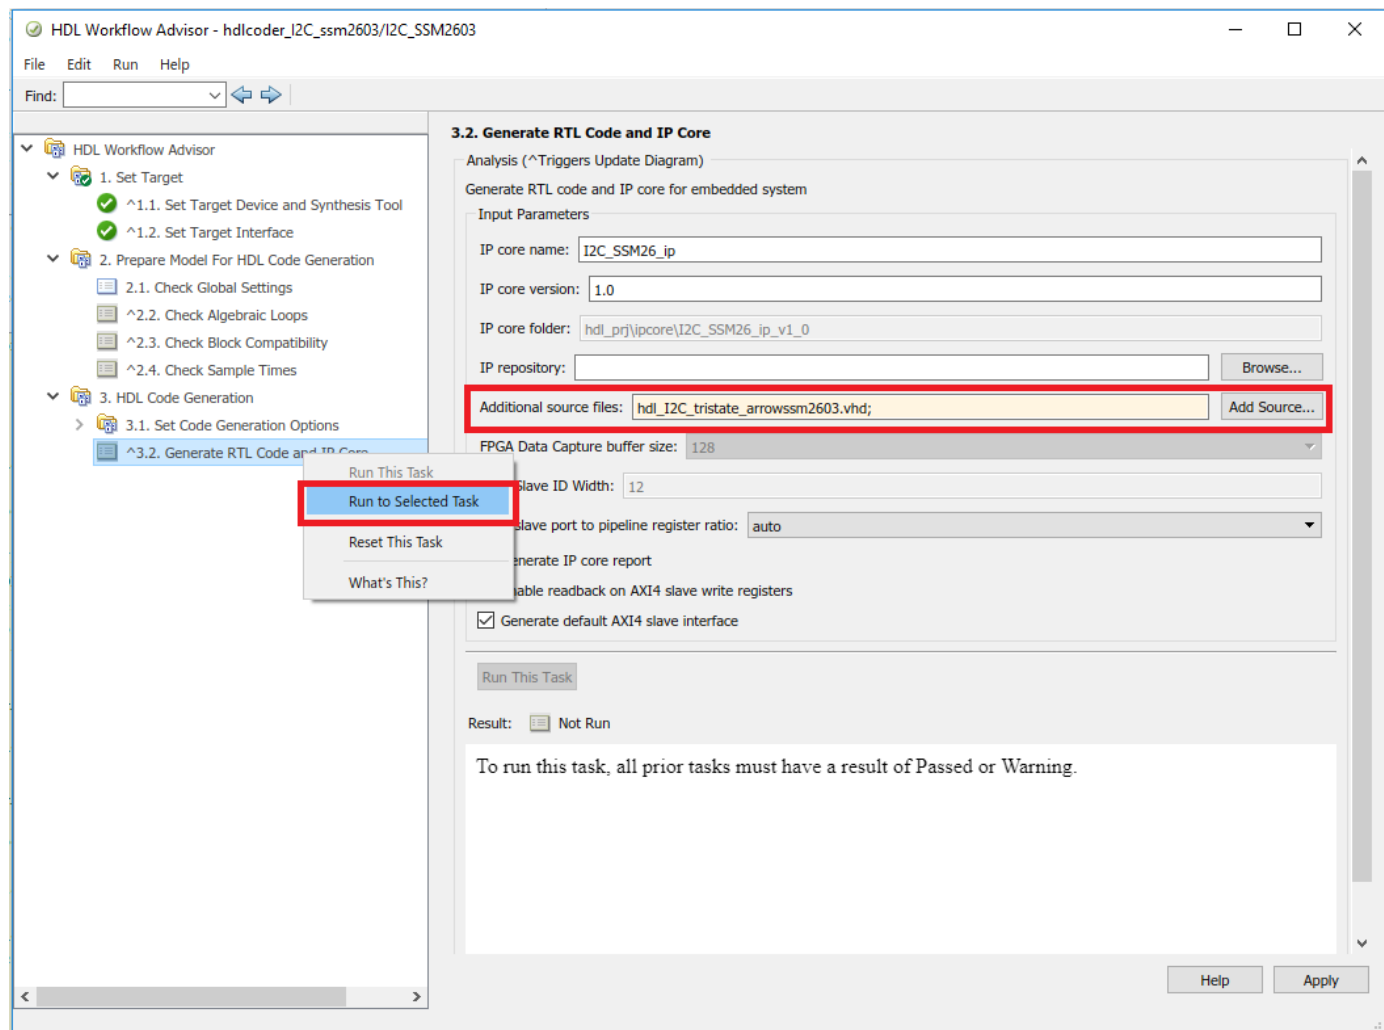 HDL Workflow Advisor - hdlcoder_I2C_ssm2603/I2C_SSM2603
File Edit Run Help
Find:
HDL Workflow Advisor
1. Set Target
^1.1. Set Target Device and Synthesis Tool
^1.2. Set Target Interface
2. Prepare Model For HDL Code Generation
2.1. Check Global Settings
^2.2. Check Algebraic Loops
^2.3. Check Block Compatibility
^2.4. Check Sample Times
3. HDL Code Generation
3.1. Set Code Generation Options
^3.2. Generate RTL Code and IP Core
Run This Task
Run to Selected Task
Reset This Task
What's This?
3.2. Generate RTL Code and IP Core
Analysis (^Triggers Update Diagram)
Generate RTL code and IP core for embedded system
Input Parameters
IP core name: I2C_SSM26_ip
IP core version: 1.0
IP core folder: hdl_prj\ipcore\I2C_SSM26_ip_v1_0
IP repository: Browse...
Additional source files: hdl_I2C_tristate_arrowssm2603.vhd; Add Source...
FPGA Data Capture buffer size: 128
Slave ID Width: 12
slave port to pipeline register ratio: auto
enerate IP core report
able readback on AXI4 slave write registers
Generate default AXI4 slave interface
Run This Task
Result: Not Run
To run this task, all prior tasks must have a result of Passed or Warning.
Help Apply